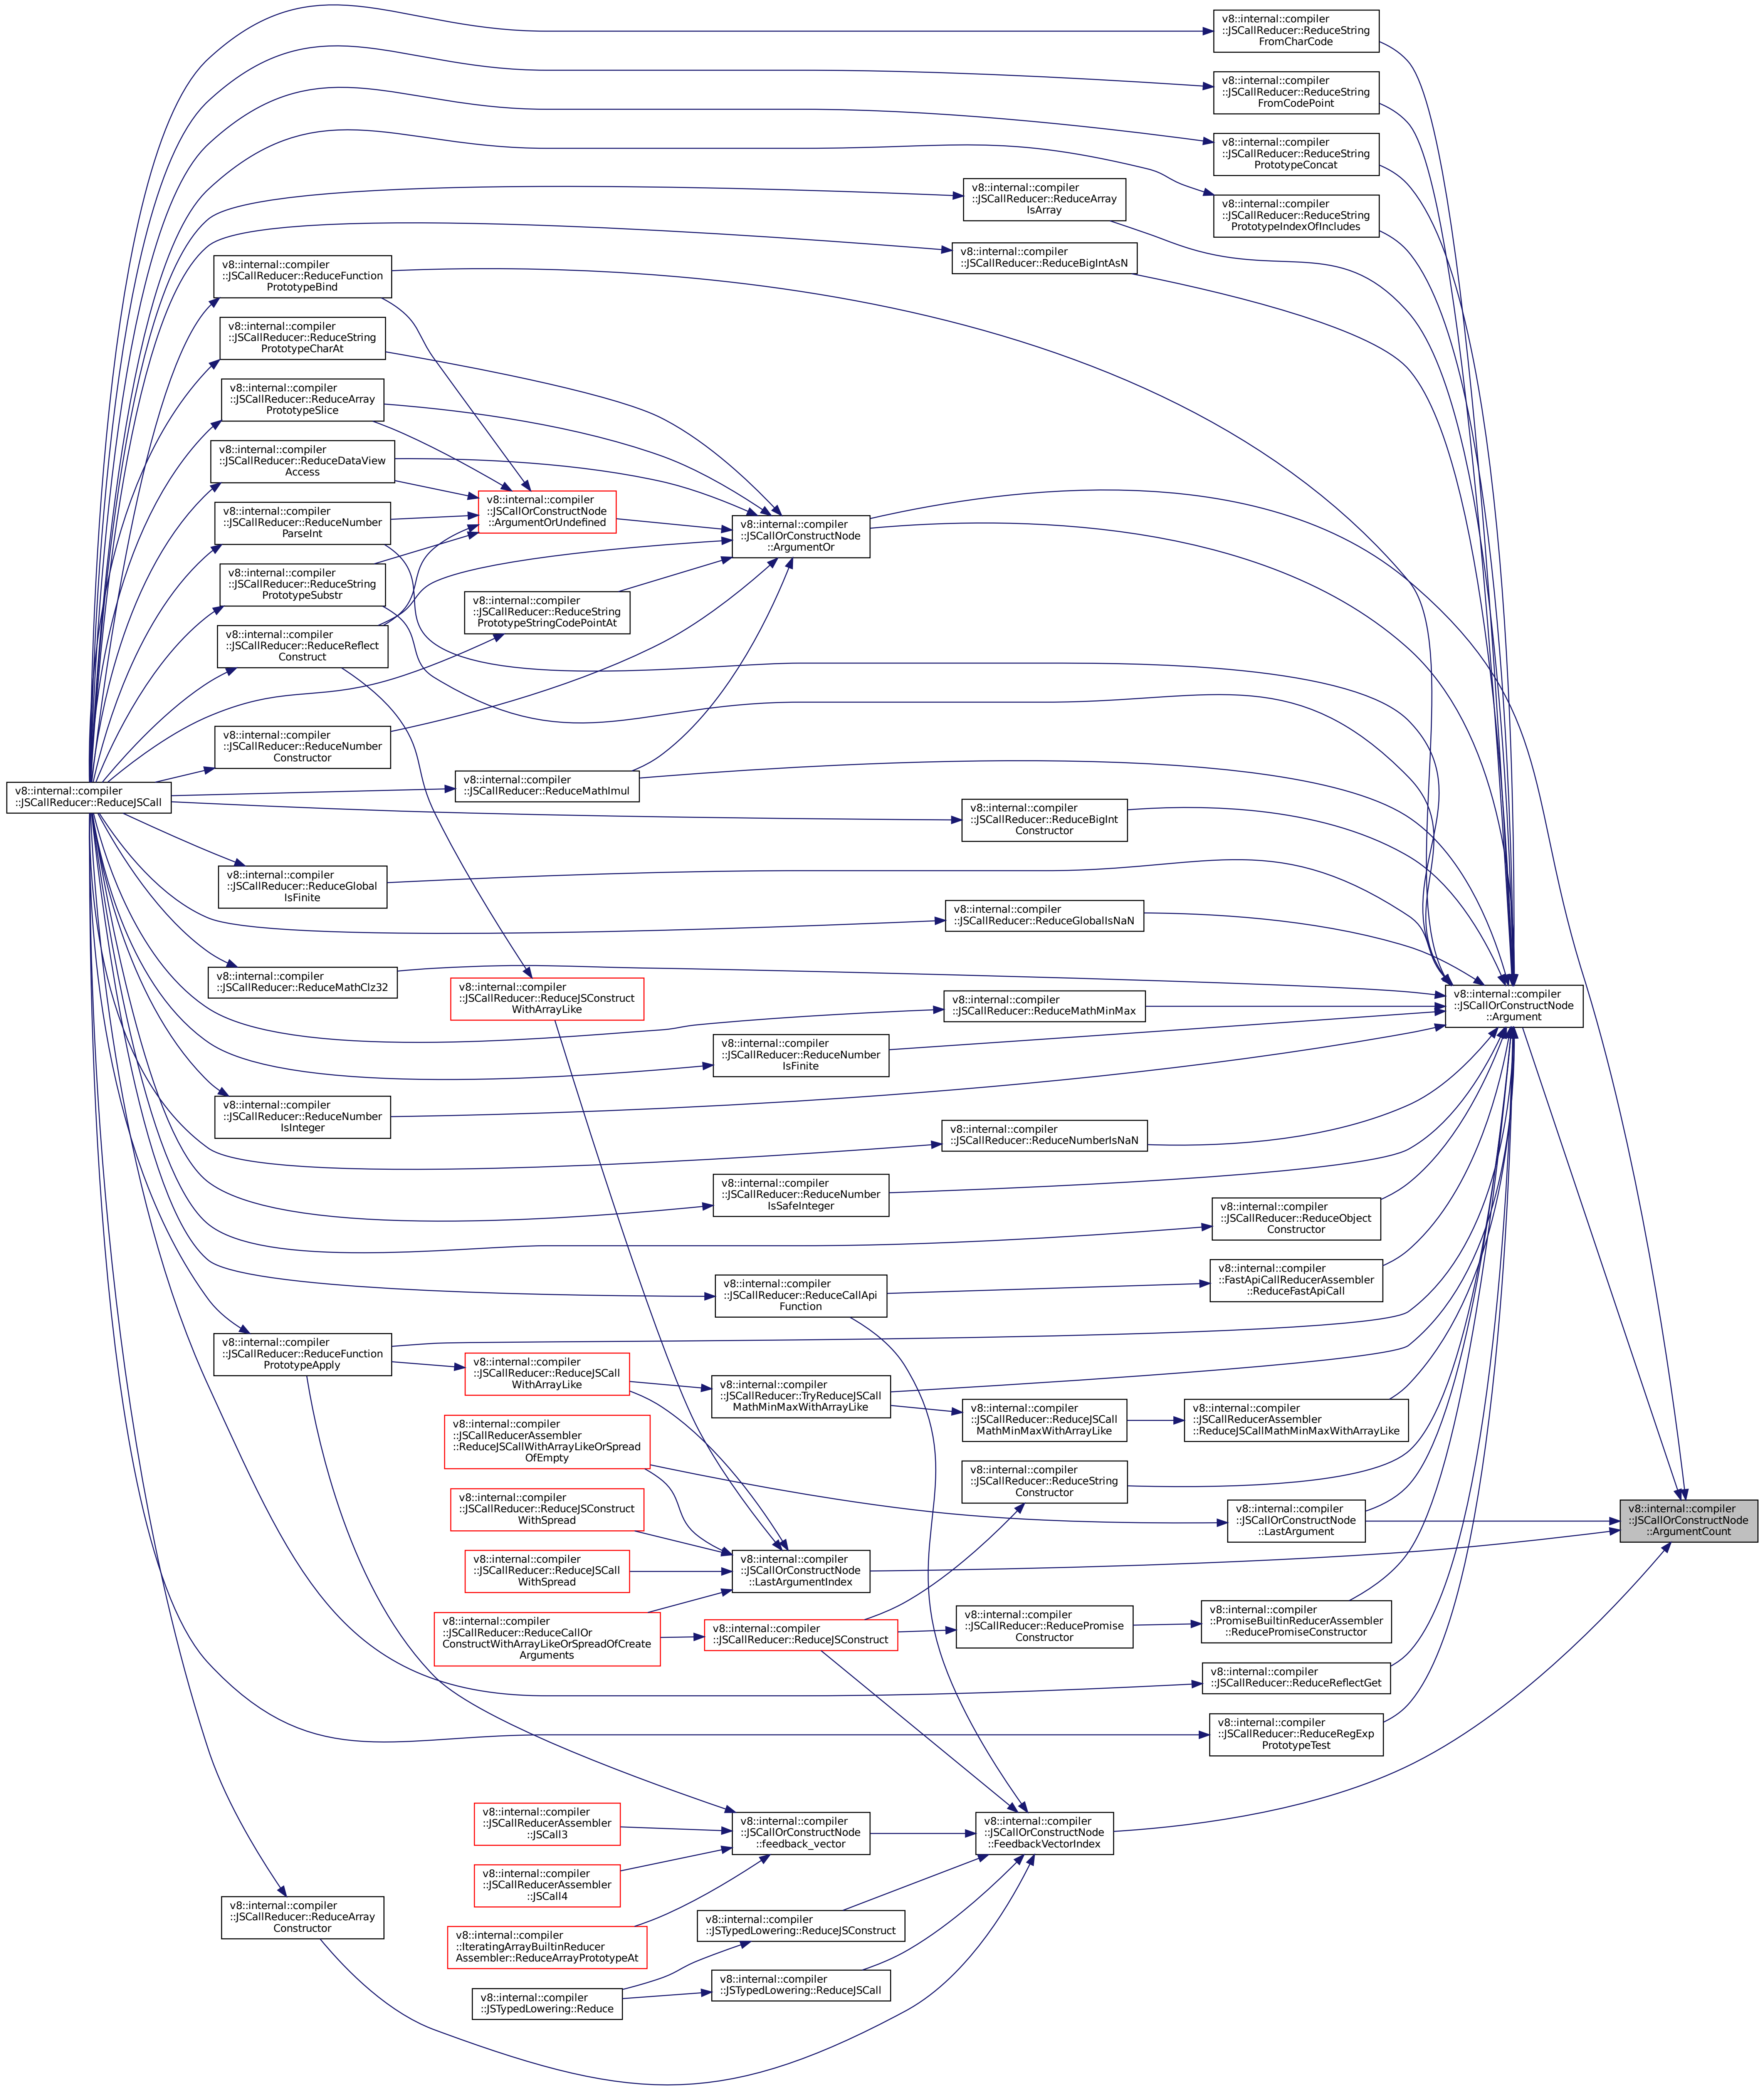 v8::internal::compiler
::JSCallReducer::ReduceString
FromCharCode
v8::internal::compiler
::JSCallReducer::ReduceString
FromCodePoint
v8::internal::compiler
::JSCallReducer::ReduceString
PrototypeConcat
v8::internal::compiler
::JSCallReducer::ReduceArray
IsArray
v8::internal::compiler
::JSCallReducer::ReduceString
PrototypeIndexOfIncludes
v8::internal::compiler
::JSCallReducer::ReduceBigIntAsN
v8::internal::compiler
::JSCallReducer::ReduceFunction
PrototypeBind
v8::internal::compiler
::JSCallReducer::ReduceString
PrototypeCharAt
v8::internal::compiler
::JSCallReducer::ReduceArray
PrototypeSlice
v8::internal::compiler
::JSCallReducer::ReduceDataView
Access
v8::internal::compiler
::JSCallReducer::ReduceNumber
ParseInt
v8::internal::compiler
::JSCallOrConstructNode
::ArgumentOrUndefined
v8::internal::compiler
::JSCallOrConstructNode
::ArgumentOr
v8::internal::compiler
::JSCallReducer::ReduceString
PrototypeSubstr
v8::internal::compiler
::JSCallReducer::ReduceString
PrototypeStringCodePointAt
v8::internal::compiler
::JSCallReducer::ReduceReflect
Construct
v8::internal::compiler
::JSCallReducer::ReduceNumber
Constructor
v8::internal::compiler
::JSCallReducer::ReduceJSCall
v8::internal::compiler
::JSCallReducer::ReduceMathImul
v8::internal::compiler
::JSCallReducer::ReduceBigInt
Constructor
v8::internal::compiler
::JSCallReducer::ReduceGlobal
IsFinite
v8::internal::compiler
::JSCallReducer::ReduceGlobalIsNaN
v8::internal::compiler
::JSCallReducer::ReduceMathClz32
v8::internal::compiler
::JSCallReducer::ReduceJSConstruct
WithArrayLike
v8::internal::compiler
::JSCallReducer::ReduceMathMinMax
v8::internal::compiler
::JSCallOrConstructNode
::Argument
v8::internal::compiler
::JSCallReducer::ReduceNumber
IsFinite
v8::internal::compiler
::JSCallReducer::ReduceNumber
IsInteger
v8::internal::compiler
::JSCallReducer::ReduceNumberIsNaN
v8::internal::compiler
::JSCallReducer::ReduceNumber
IsSafeInteger
v8::internal::compiler
::JSCallReducer::ReduceObject
Constructor
v8::internal::compiler
::JSCallReducer::ReduceCallApi
Function
v8::internal::compiler
::FastApiCallReducerAssembler
::ReduceFastApiCall
v8::internal::compiler
::JSCallReducer::ReduceFunction
PrototypeApply
v8::internal::compiler
::JSCallReducer::ReduceJSCall
WithArrayLike
v8::internal::compiler
::JSCallReducer::TryReduceJSCall
MathMinMaxWithArrayLike
v8::internal::compiler
::JSCallReducer::ReduceJSCall
MathMinMaxWithArrayLike
v8::internal::compiler
::JSCallReducerAssembler
::ReduceJSCallMathMinMaxWithArrayLike
v8::internal::compiler
::JSCallReducerAssembler
::ReduceJSCallWithArrayLikeOrSpread
OfEmpty
v8::internal::compiler
::JSCallReducer::ReduceString
Constructor
v8::internal::compiler
::JSCallReducer::ReduceJSConstruct
WithSpread
v8::internal::compiler
::JSCallOrConstructNode
::LastArgument
v8::internal::compiler
::JSCallOrConstructNode
::ArgumentCount
v8::internal::compiler
::JSCallReducer::ReduceJSCall
WithSpread
v8::internal::compiler
::JSCallOrConstructNode
::LastArgumentIndex
v8::internal::compiler
::JSCallReducer::ReduceCallOr
ConstructWithArrayLikeOrSpreadOfCreate
Arguments
v8::internal::compiler
::JSCallReducer::ReduceJSConstruct
v8::internal::compiler
::JSCallReducer::ReducePromise
Constructor
v8::internal::compiler
::PromiseBuiltinReducerAssembler
::ReducePromiseConstructor
v8::internal::compiler
::JSCallReducer::ReduceReflectGet
v8::internal::compiler
::JSCallReducer::ReduceRegExp
PrototypeTest
v8::internal::compiler
::JSCallReducerAssembler
::JSCall3
v8::internal::compiler
::JSCallOrConstructNode
::feedback_vector
v8::internal::compiler
::JSCallOrConstructNode
::FeedbackVectorIndex
v8::internal::compiler
::JSCallReducerAssembler
::JSCall4
v8::internal::compiler
::JSCallReducer::ReduceArray
Constructor
v8::internal::compiler
::IteratingArrayBuiltinReducer
Assembler::ReduceArrayPrototypeAt
v8::internal::compiler
::JSTypedLowering::ReduceJSConstruct
v8::internal::compiler
::JSTypedLowering::Reduce
v8::internal::compiler
::JSTypedLowering::ReduceJSCall